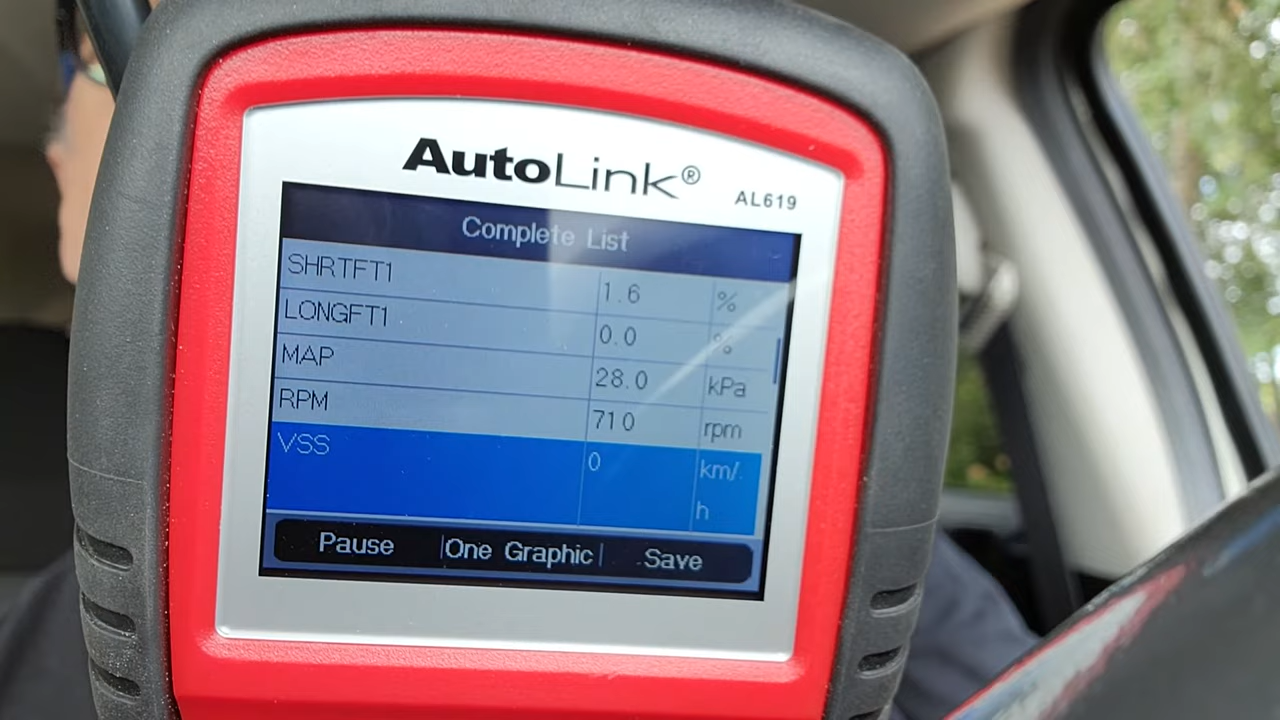 AutoLink®
AL619
Complete List
SHRTFT1 1.6 %
LONGFT1 0.0 %
MAP 28.0 kPa
RPM 710 rpm
VSS 0 km/
h
Pause One Graphic Save